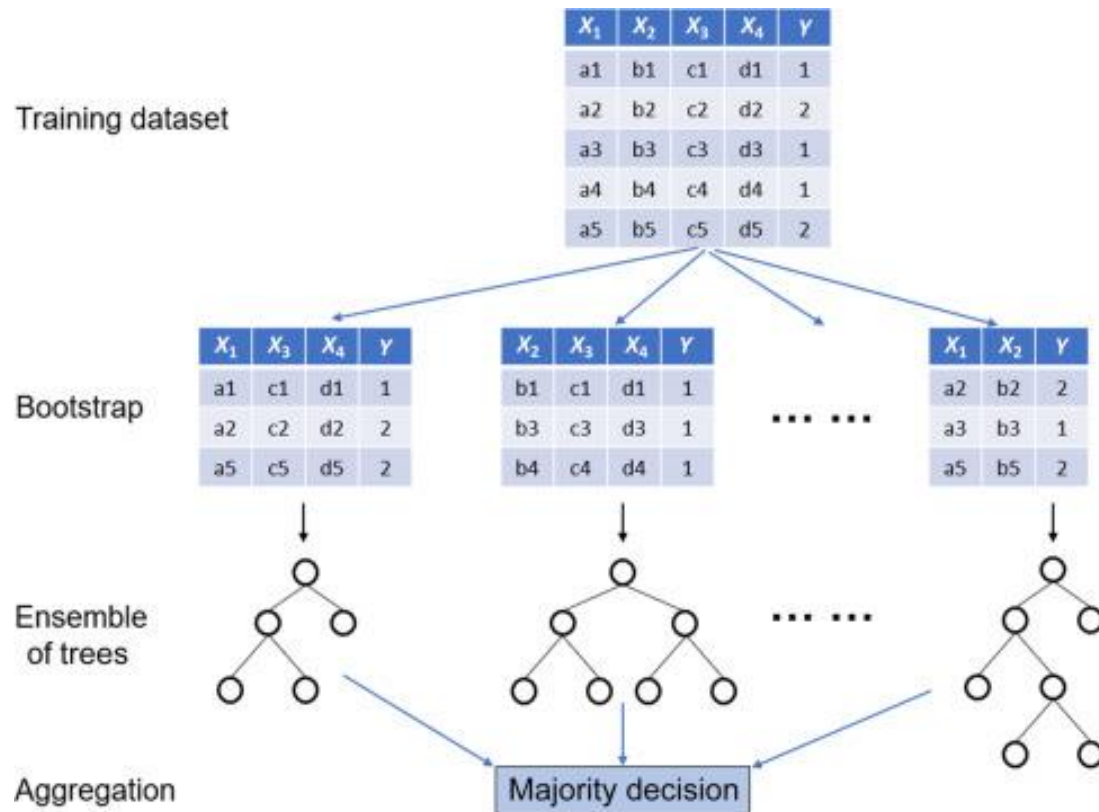 X₁ X₂ X₃ X₄ Y
a1 b1 c1 d1 1
Training dataset
a2 b2 c2 d2 2
a3 b3 c3 d3 1
a4 b4 c4 d4 1
a5 b5 c5 d5 2
X₁ X₃ X₄ Y
a1 c1 d1 1
a2 c2 d2 2
a5 c5 d5 2
X₂ X₃ X₄ Y
b1 c1 d1 1
b3 c3 d3 1
b4 c4 d4 1
X₁ X₂ Y
a2 b2 2
a3 b3 1
a5 b5 2
Bootstrap
... ...
Ensemble
of trees
... ...
Aggregation
Majority decision